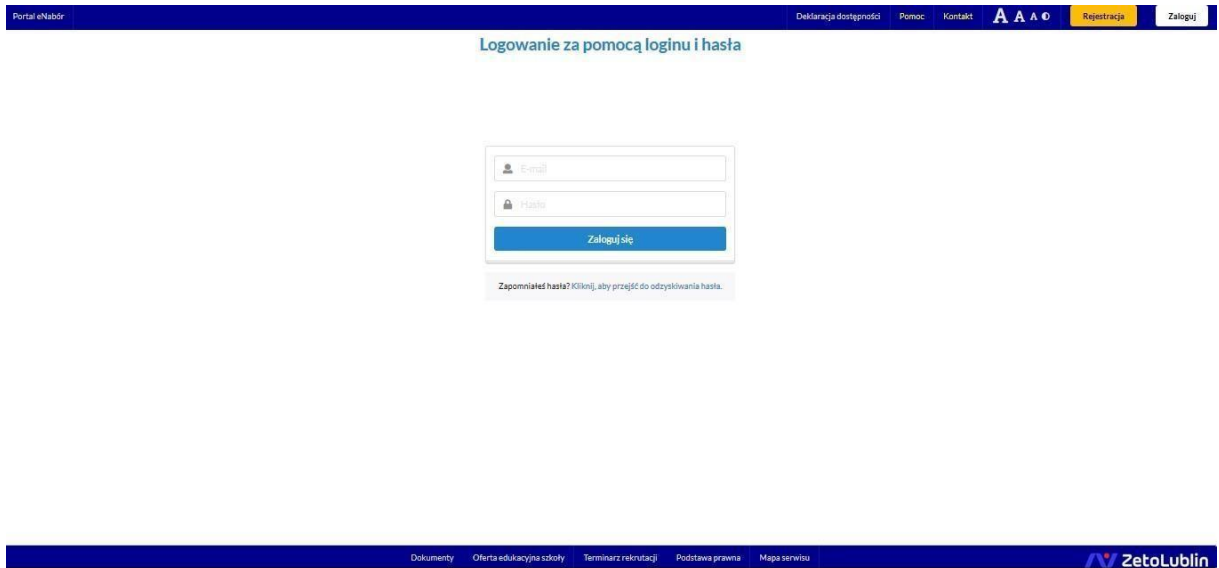 Portal eNabór Deklaracja dostępności Pomoc Kontakt A A A Rejestracja Zaloguj
Logowanie za pomocą loginu i hasła
E-mail
Hasło
Zaloguj się
Zapomniałeś hasła? Kliknij, aby przejść do odzyskiwania hasła.
Dokumenty Oferta edukacyjna szkoły Terminarz rekrutacji Podstawa prawna Mapa serwisu ZetoLublin